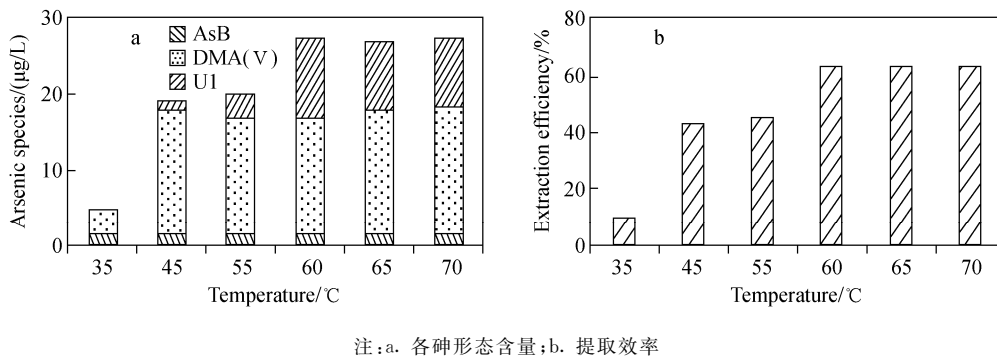 a
AsB
DMA(Ⅴ)
U1
Arsenic species/(μg/L)
30
20
10
0
35 45 55 60 65 70
Temperature/℃
b
Extraction efficiency/%
80
60
40
20
0
35 45 55 60 65 70
Temperature/℃
注:a. 各砷形态含量;b. 提取效率